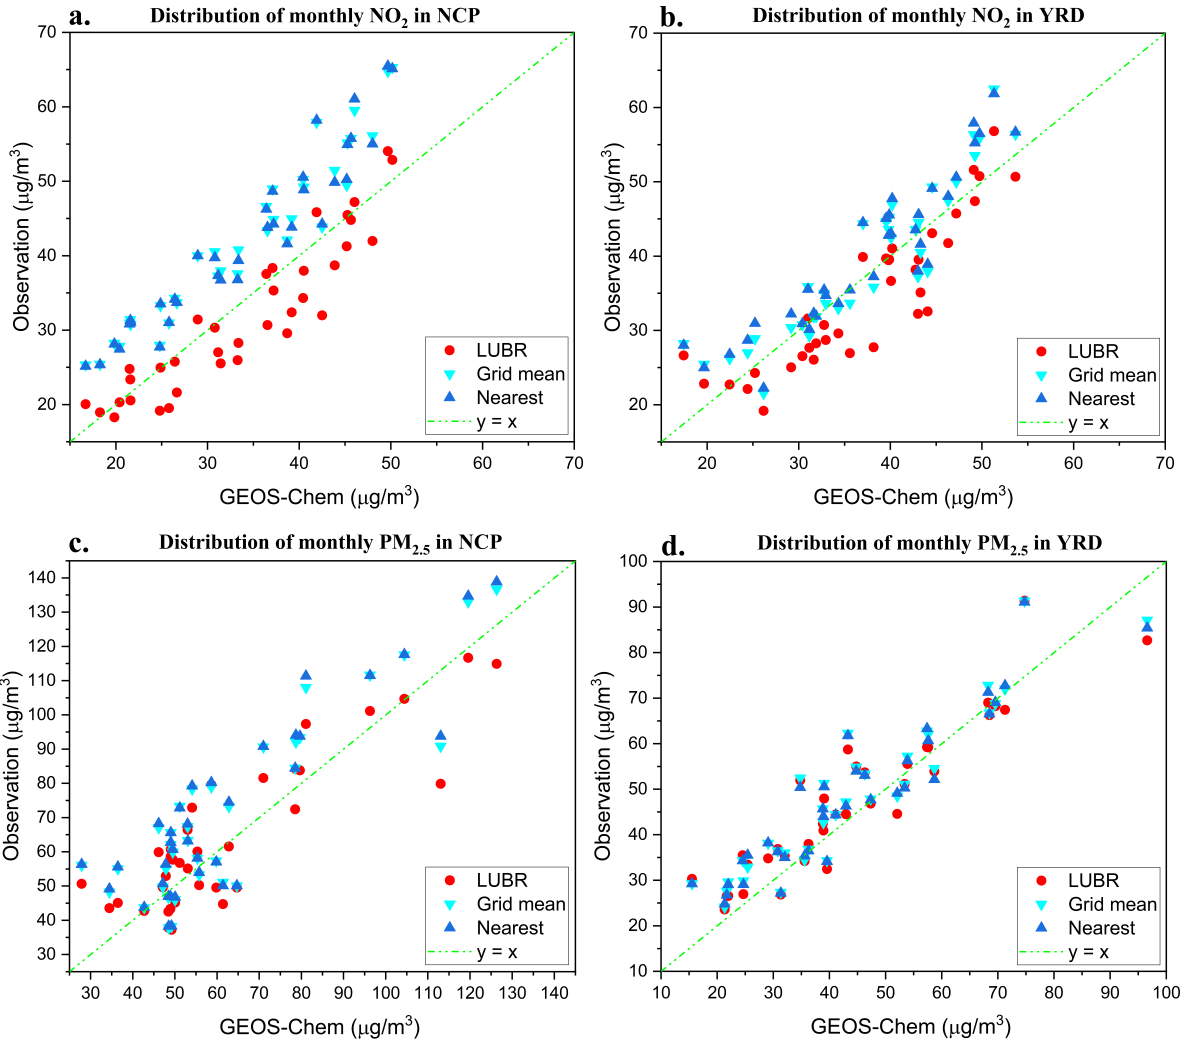 a. Distribution of monthly NO2 in NCP
70
60
50
40
30
20
Observation (μg/m3)
20 30 40 50 60 70
GEOS-Chem (μg/m3)
LUBR
Grid mean
Nearest
y = x
b. Distribution of monthly NO2 in YRD
70
60
50
40
30
20
Observation (μg/m3)
20 30 40 50 60 70
GEOS-Chem (μg/m3)
LUBR
Grid mean
Nearest
y = x
c. Distribution of monthly PM2.5 in NCP
140
130
120
110
100
90
80
70
60
50
40
30
Observation (μg/m3)
30 40 50 60 70 80 90 100 110 120 130 140
GEOS-Chem (μg/m3)
LUBR
Grid mean
Nearest
y = x
d. Distribution of monthly PM2.5 in YRD
100
90
80
70
60
50
40
30
20
10
Observation (μg/m3)
10 20 30 40 50 60 70 80 90 100
GEOS-Chem (μg/m3)
LUBR
Grid mean
Nearest
y = x